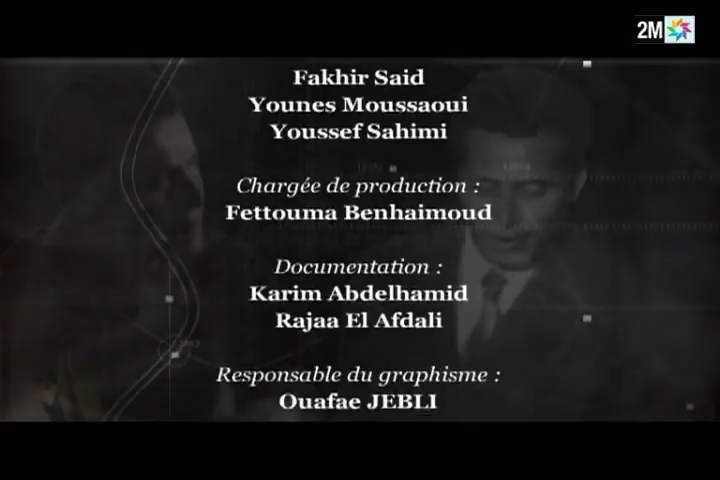 2M
Fakhir Said
Younes Moussaoui
Youssef Sahimi
Chargée de production :
Fettouma Benhaimoud
Documentation :
Karim Abdelhamid
Rajaa El Afdali
Responsable du graphisme :
Ouafae JEBLI